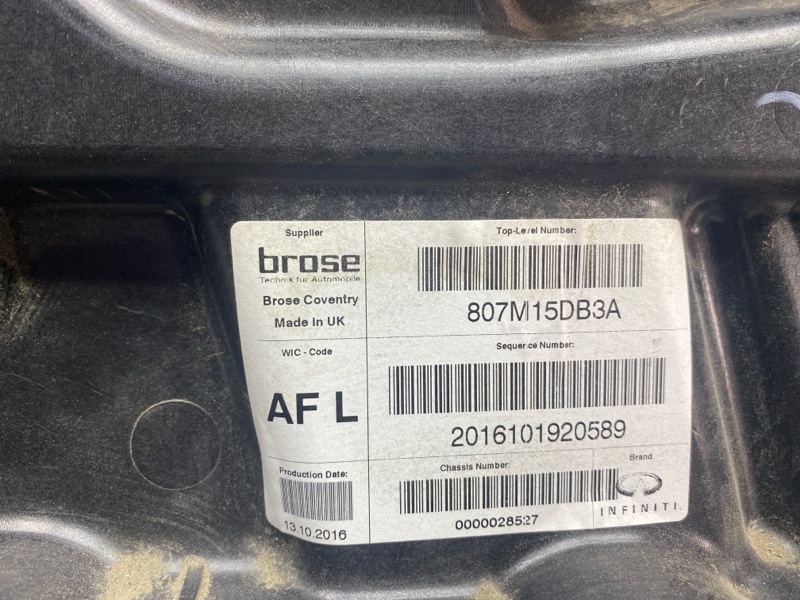 Supplier
brose
Technik für Automobile
Brose Coventry
Made In UK
Top-Level Number:
807M15DB3A
WIC - Code
AF L
Sequence Number:
2016101920589
Production Date:
13.10.2016
Chassis Number:
0000028527
Brand
INFINITI